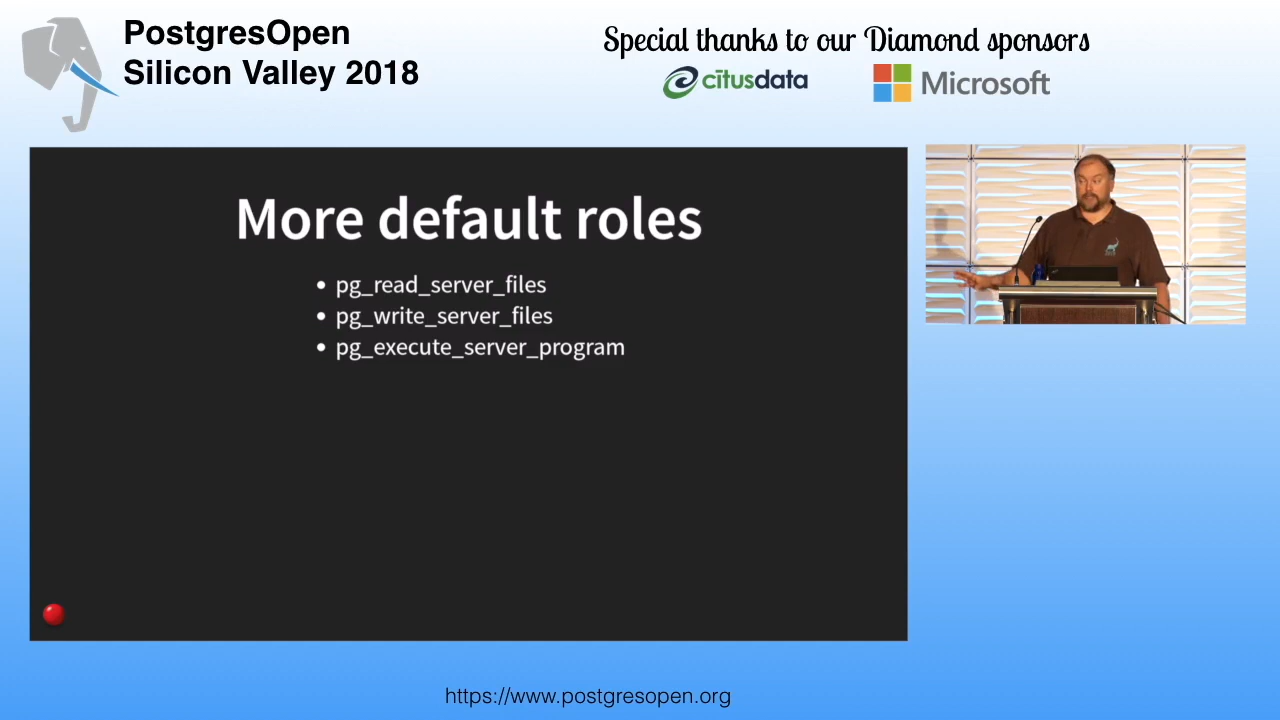 PostgresOpen
Silicon Valley 2018
Special thanks to our Diamond sponsors
citusdata
Microsoft
More default roles
• pg_read_server_files
• pg_write_server_files
• pg_execute_server_program
https://www.postgresopen.org